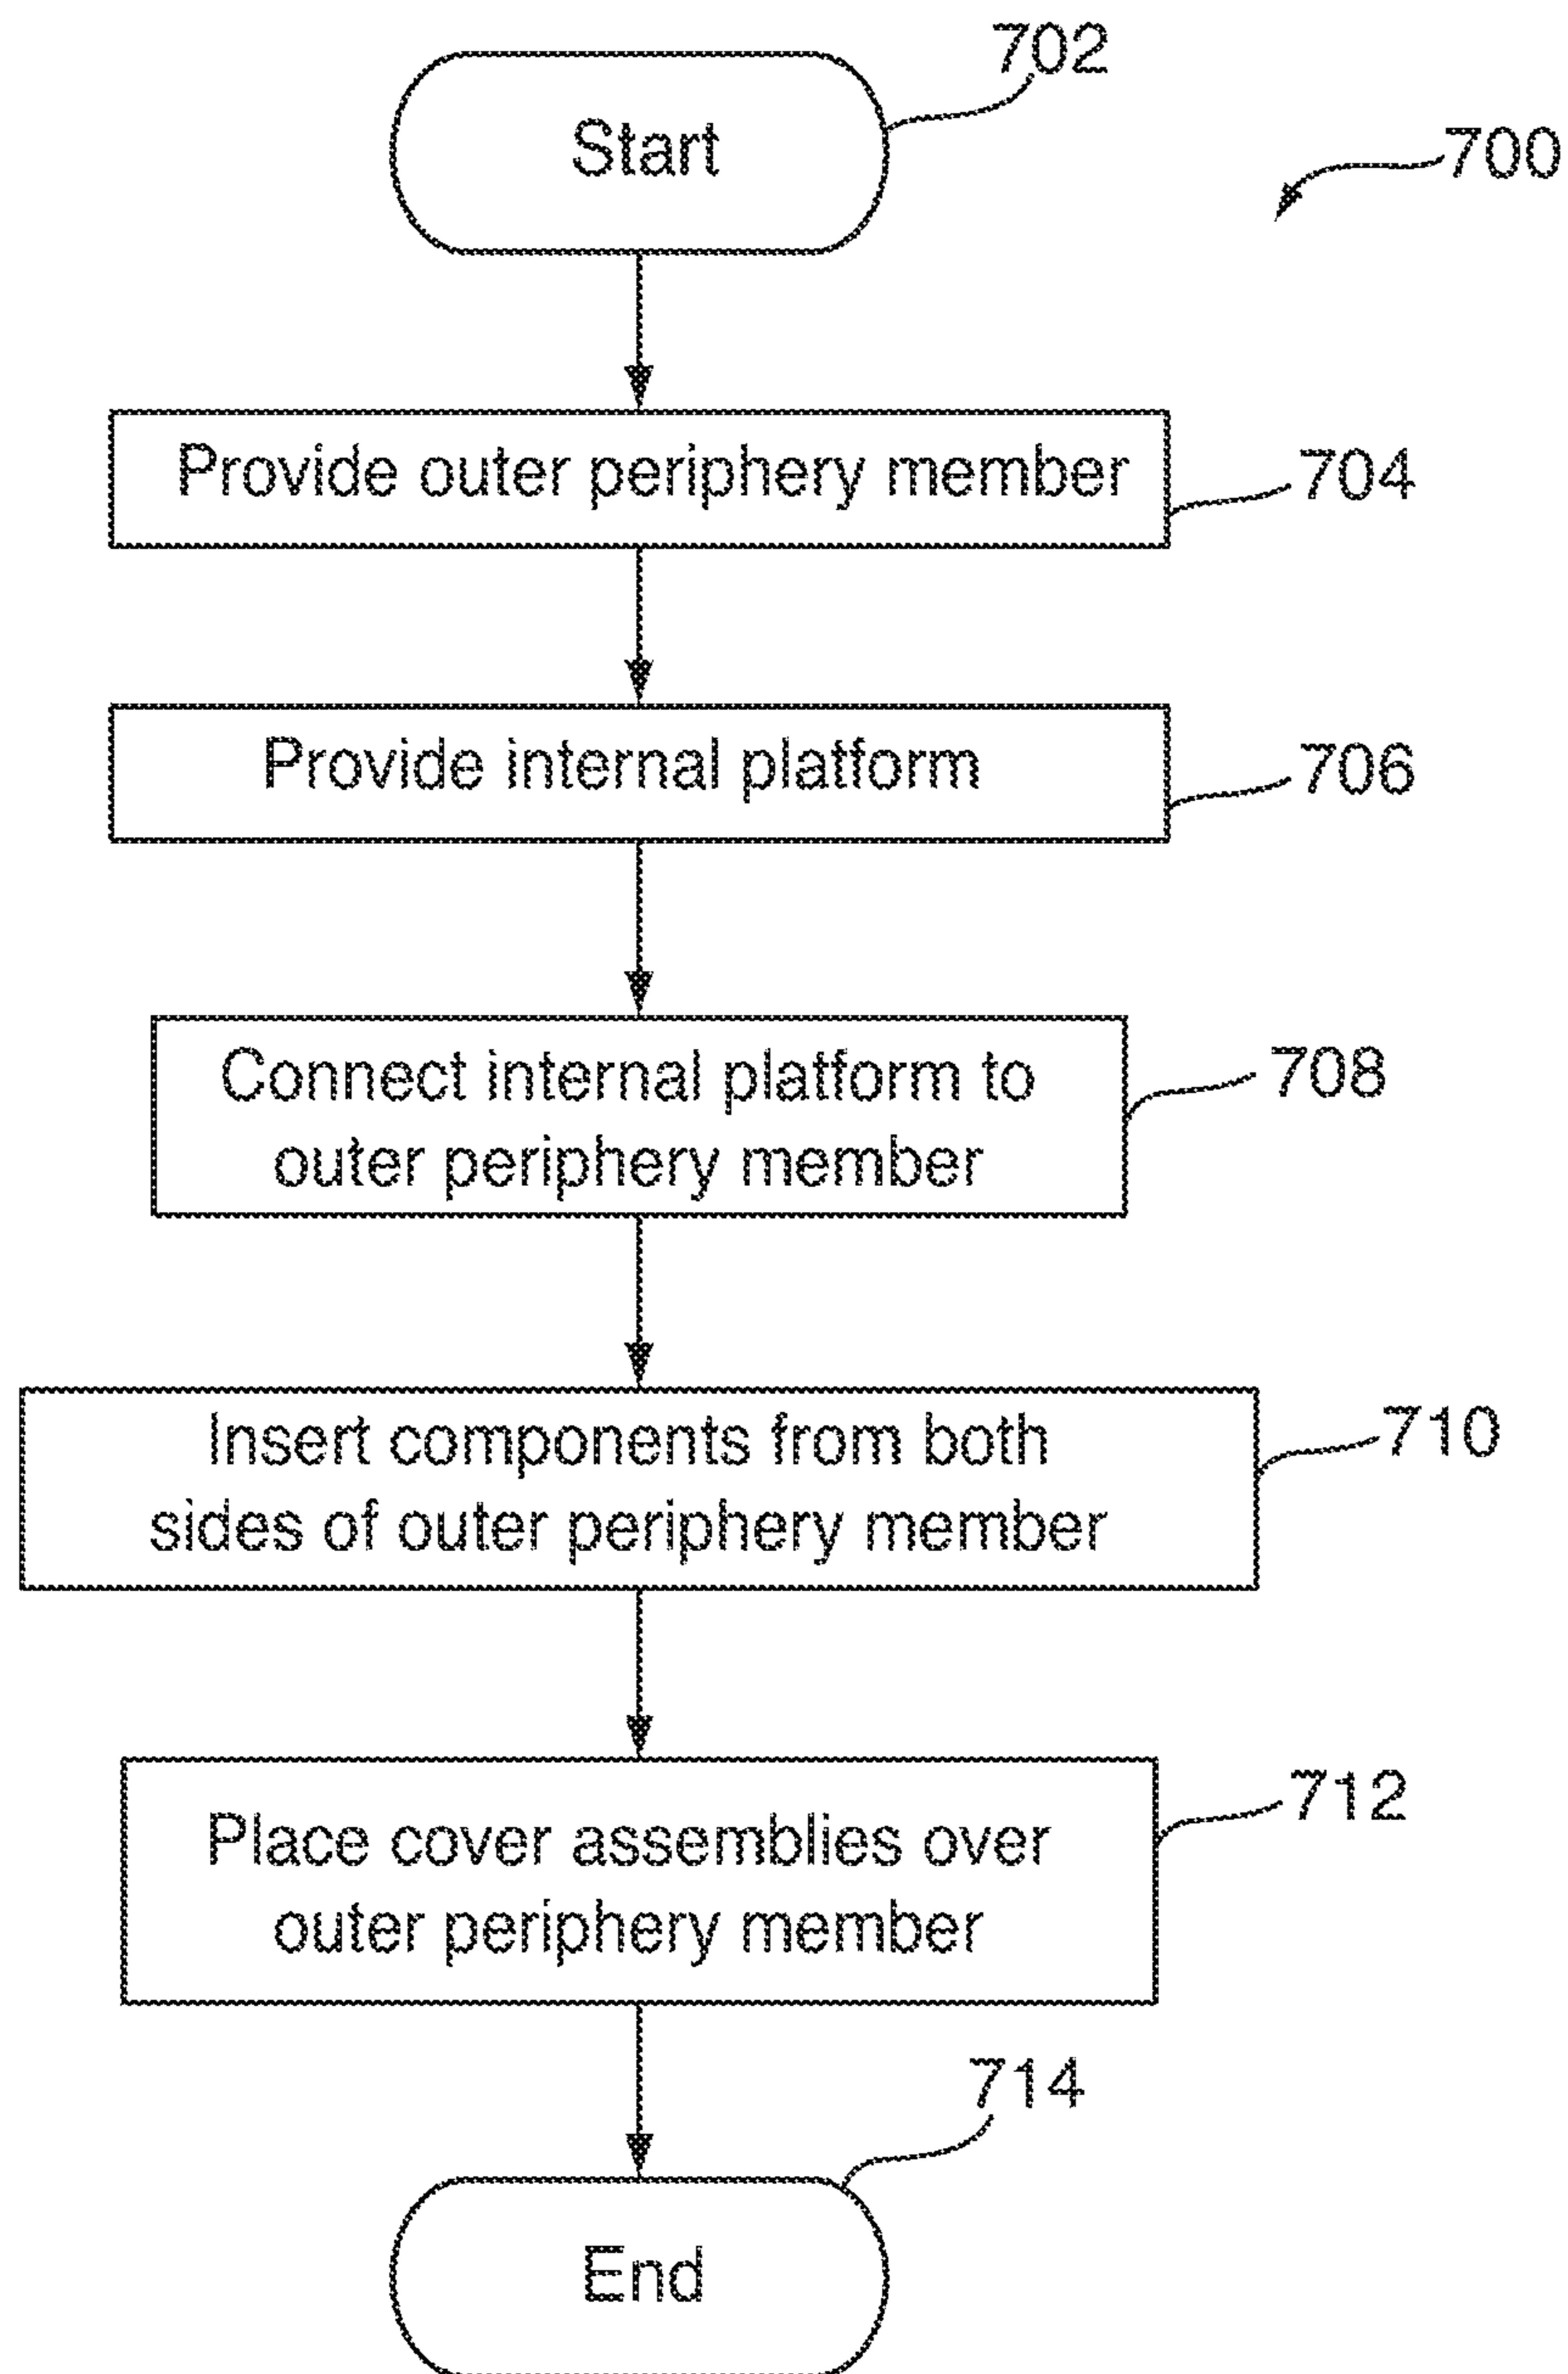 702
Start
700
Provide outer periphery member
704
Provide internal platform
706
Connect internal platform to
outer periphery member
708
Insert components from both
sides of outer periphery member
710
Place cover assemblies over
outer periphery member
712
714
End